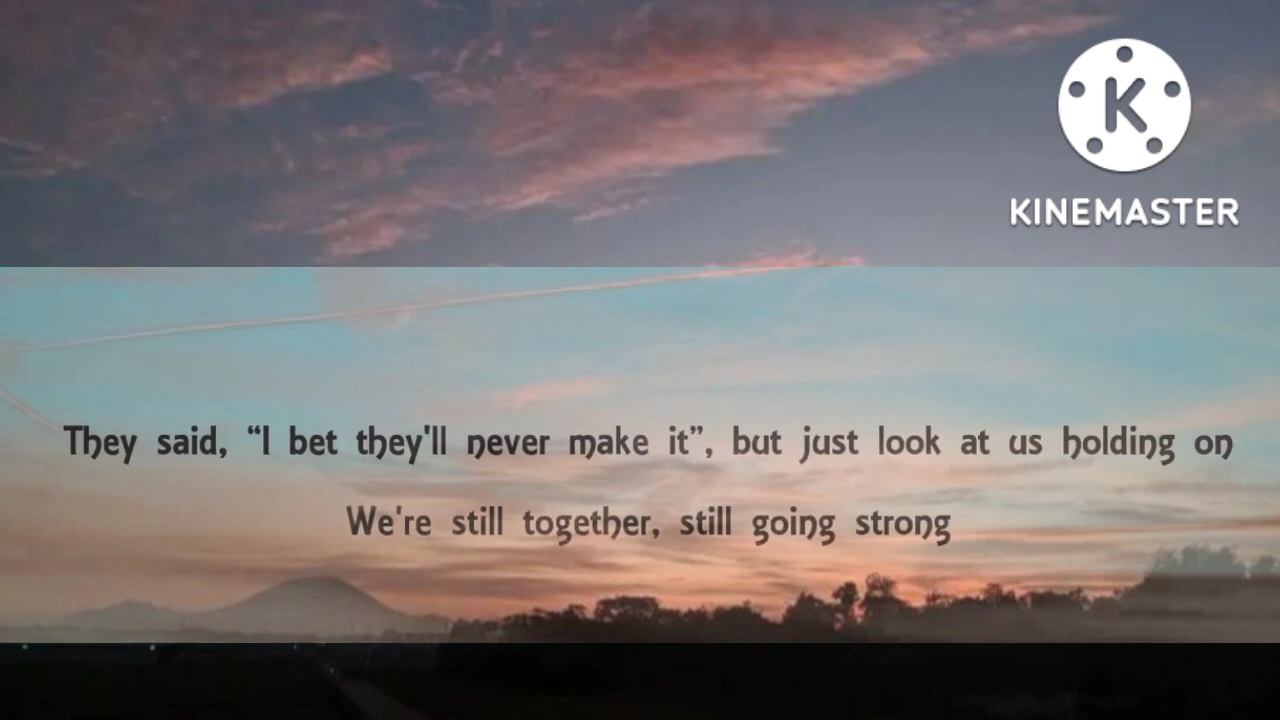 KINEMASTER
They said, “I bet they'll never make it”, but just look at us holding on
We're still together, still going strong